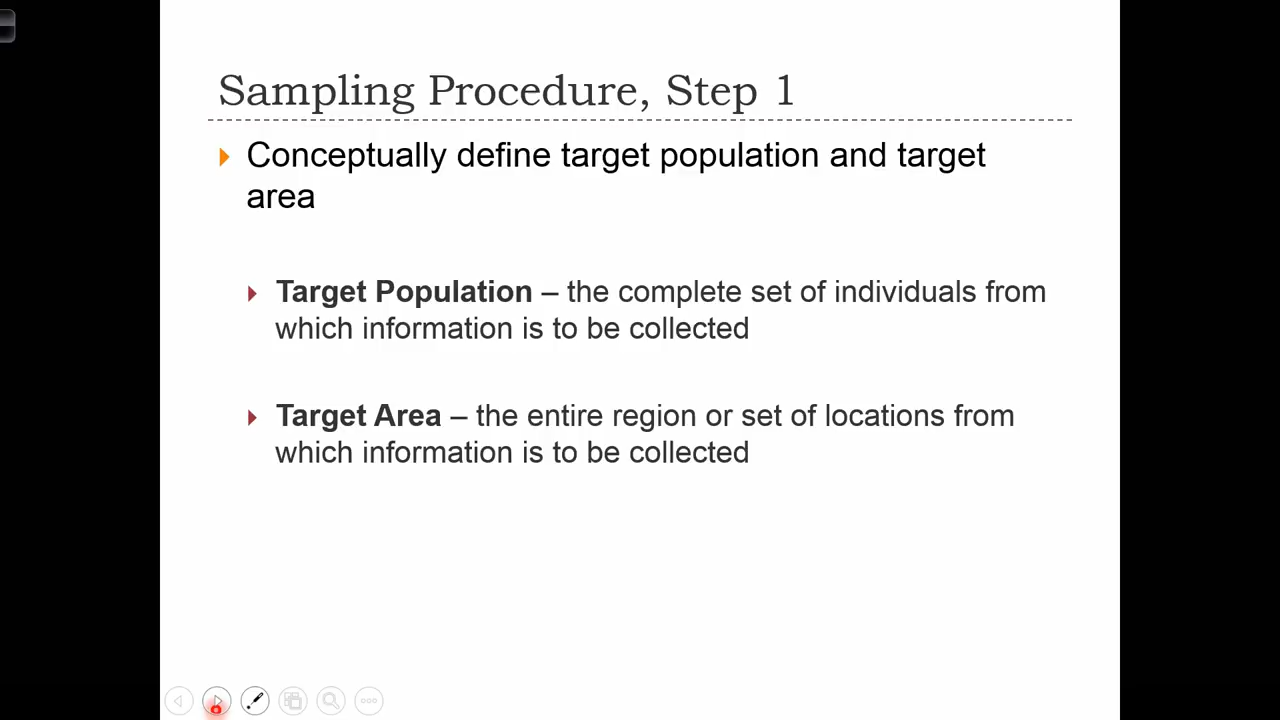 Sampling Procedure, Step 1
Conceptually define target population and target
area
Target Population – the complete set of individuals from
which information is to be collected
Target Area – the entire region or set of locations from
which information is to be collected